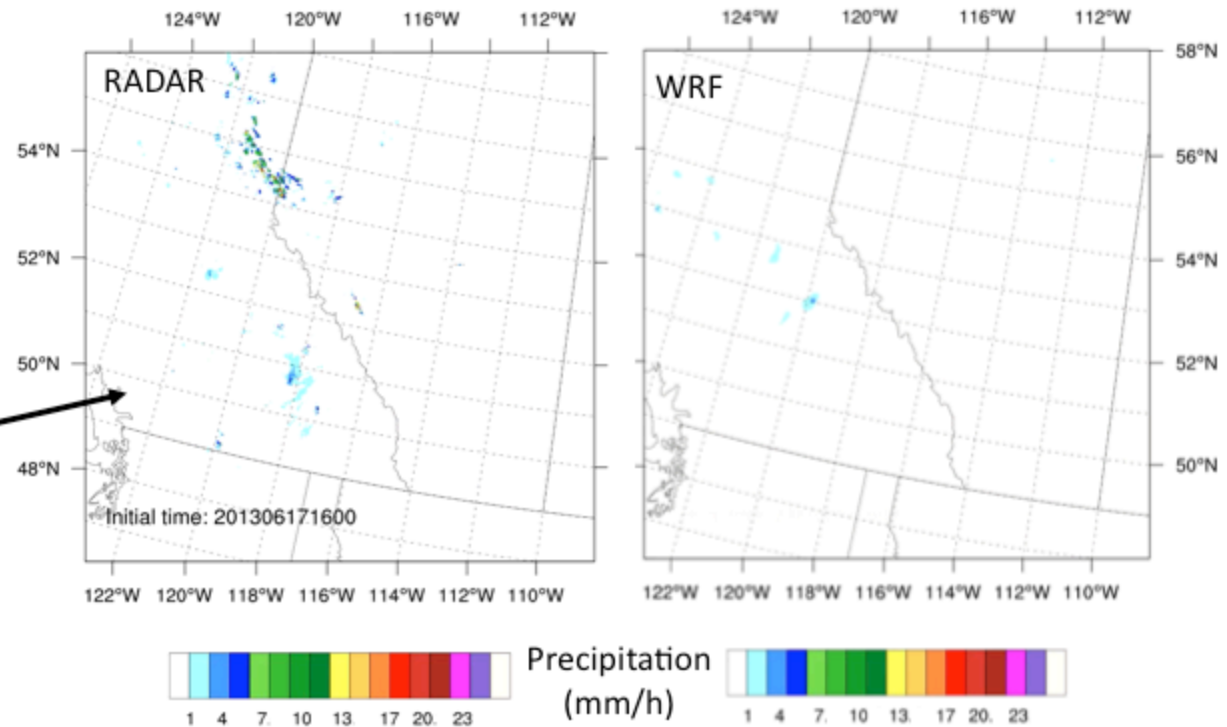 124°W 120°W 116°W 112°W
124°W 120°W 116°W 112°W
RADAR
WRF
58°N
54°N
56°N
52°N
54°N
50°N
52°N
48°N
50°N
Initial time: 201306171600
122°W 120°W 118°W 116°W 114°W 112°W 110°W
122°W 120°W 118°W 116°W 114°W 112°W 110°W
Precipitation
(mm/h)
1 4 7. 10 13. 17 20. 23
1 4 7. 10 13. 17 20. 23